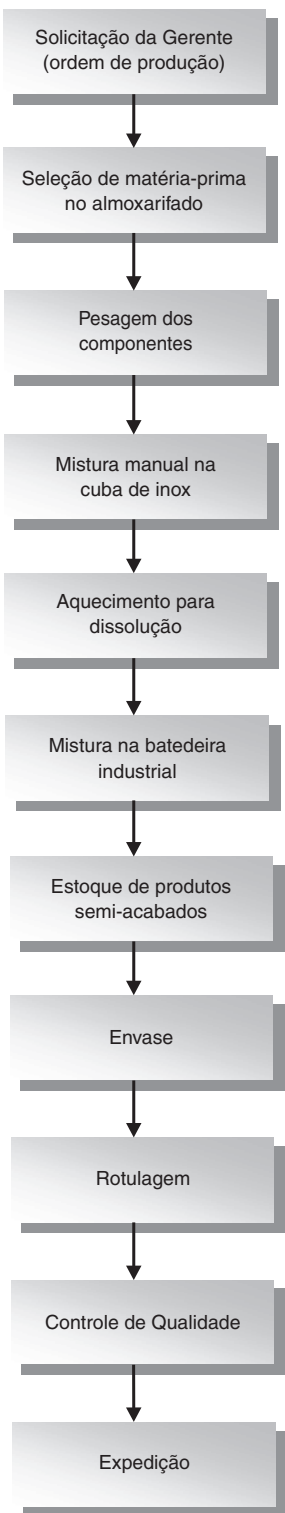 Solicitação da Gerente
(ordem de produção)
Seleção de matéria-prima
no almoxarifado
Pesagem dos
componentes
Mistura manual na
cuba de inox
Aquecimento para
dissolução
Mistura na batedeira
industrial
Estoque de produtos
semi-acabados
Envase
Rotulagem
Controle de Qualidade
Expedição